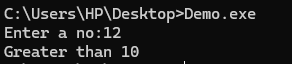 C:\Users\HP\Desktop>Demo.exe
Enter a no:12
Greater than 10